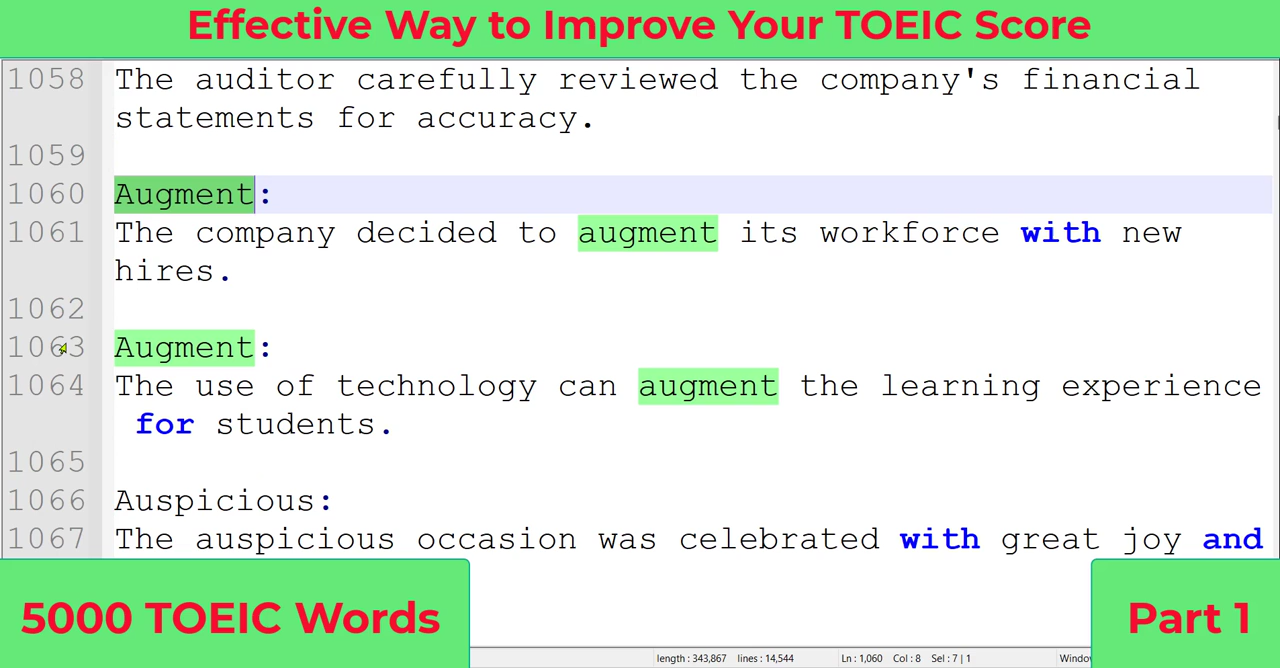 Effective Way to Improve Your TOEIC Score
1058 The auditor carefully reviewed the company's financial
statements for accuracy.
1059
1060 Augment:
1061 The company decided to augment its workforce with new
hires.
1062
1063 Augment:
1064 The use of technology can augment the learning experience
for students.
1065
1066 Auspicious:
1067 The auspicious occasion was celebrated with great joy and
5000 TOEIC Words
Part 1
length : 343,867 lines : 14,544 Ln : 1,060 Col : 8 Sel : 7 | 1 Window